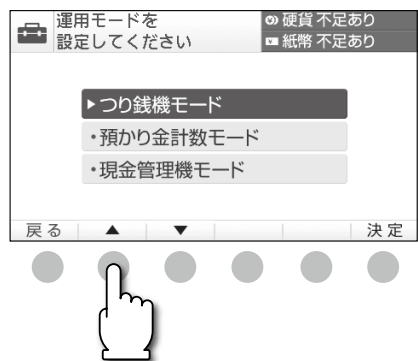 運用モードを
設定してください
硬貨 不足あり
紙幣 不足あり
▶つり銭機モード
・預かり金計数モード
・現金管理機モード
戻る ▲ ▼ 決定